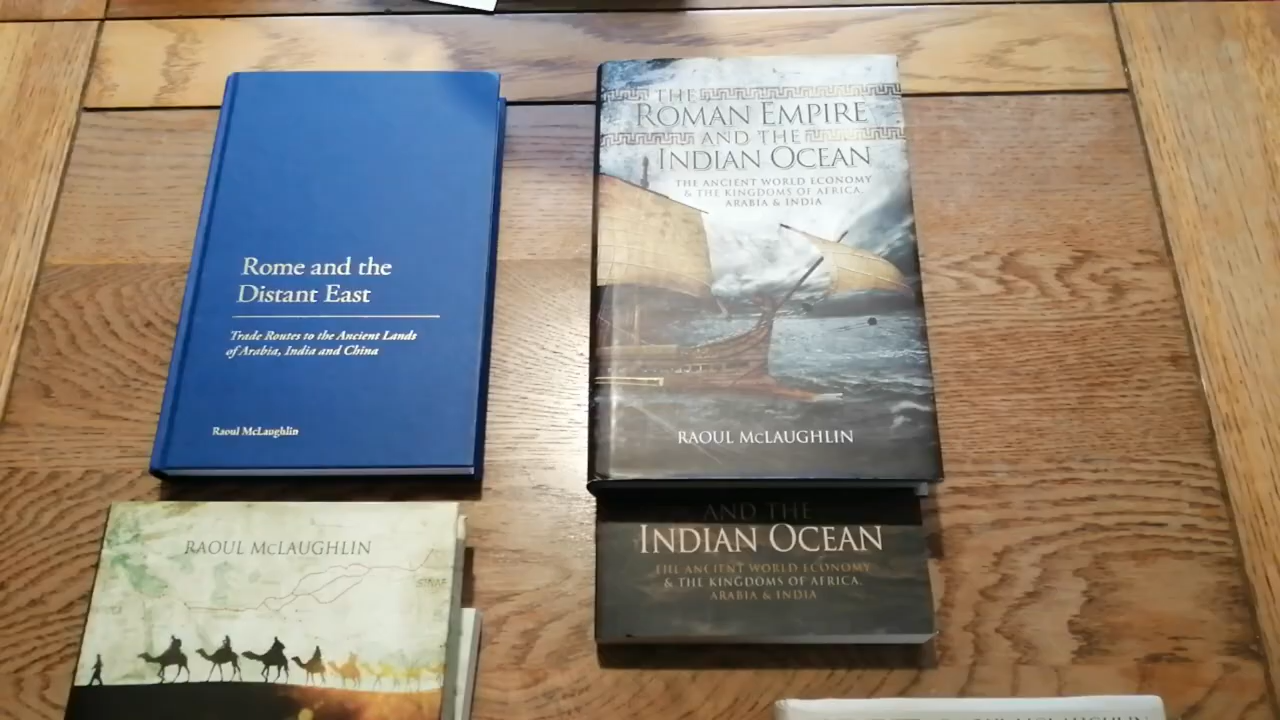 Rome and the
Distant East
Trade Routes to the Ancient Lands
of Arabia, India and China
Raoul McLaughlin
THE
ROMAN EMPIRE
AND THE
INDIAN OCEAN
THE ANCIENT WORLD ECONOMY
& THE KINGDOMS OF AFRICA,
ARABIA & INDIA
RAOUL McLAUGHLIN
RAOUL McLAUGHLIN
SINAE
AND THE
INDIAN OCEAN
THE ANCIENT WORLD ECONOMY
& THE KINGDOMS OF AFRICA,
ARABIA & INDIA